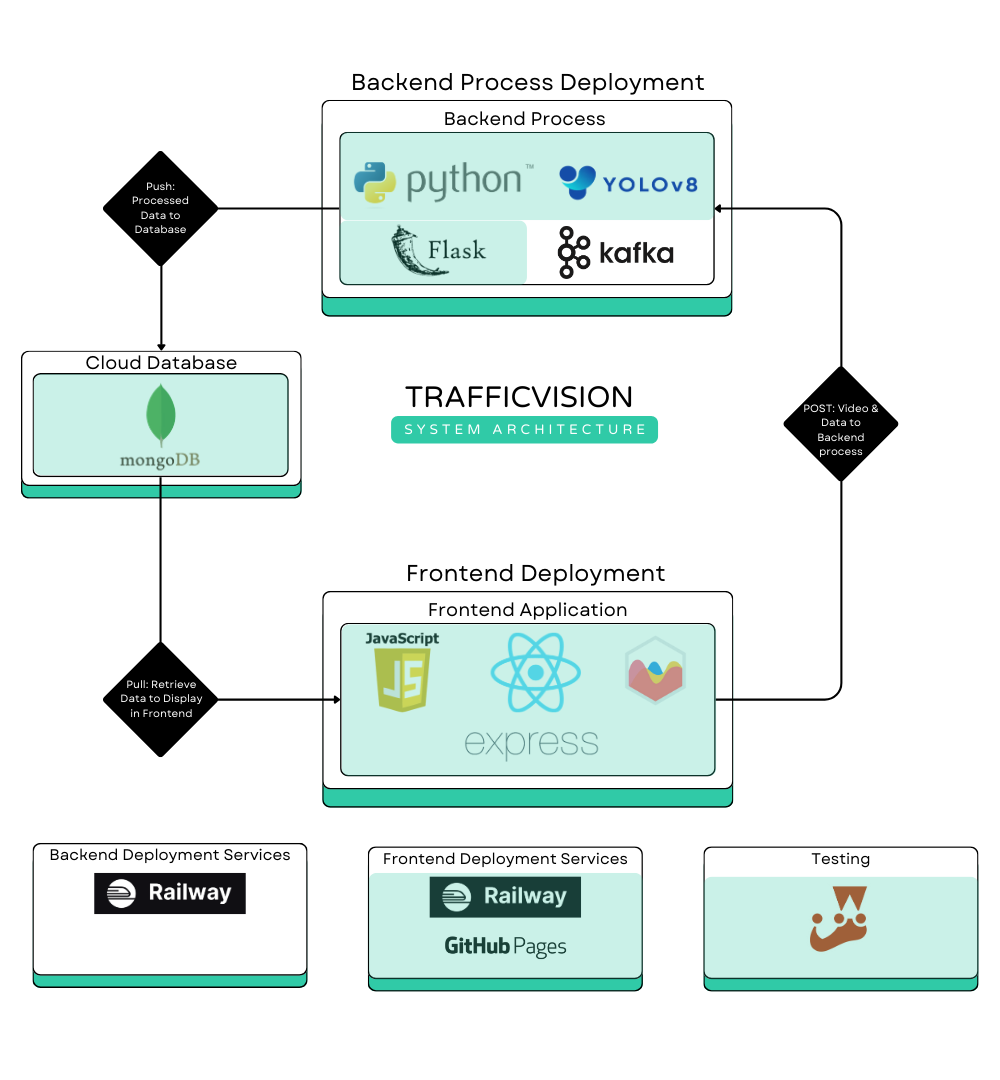 Backend Process Deployment
Backend Process
python™
YOLOv8
Flask
kafka
Push:
Processed
Data to
Database
Cloud Database
mongoDB
TRAFFICVISION
SYSTEM ARCHITECTURE
POST: Video &
Data to
Backend
process
Frontend Deployment
Frontend Application
JavaScript
JS
express
Pull: Retrieve
Data to Display
in Frontend
Backend Deployment Services
Railway
Frontend Deployment Services
Railway
GitHub Pages
Testing